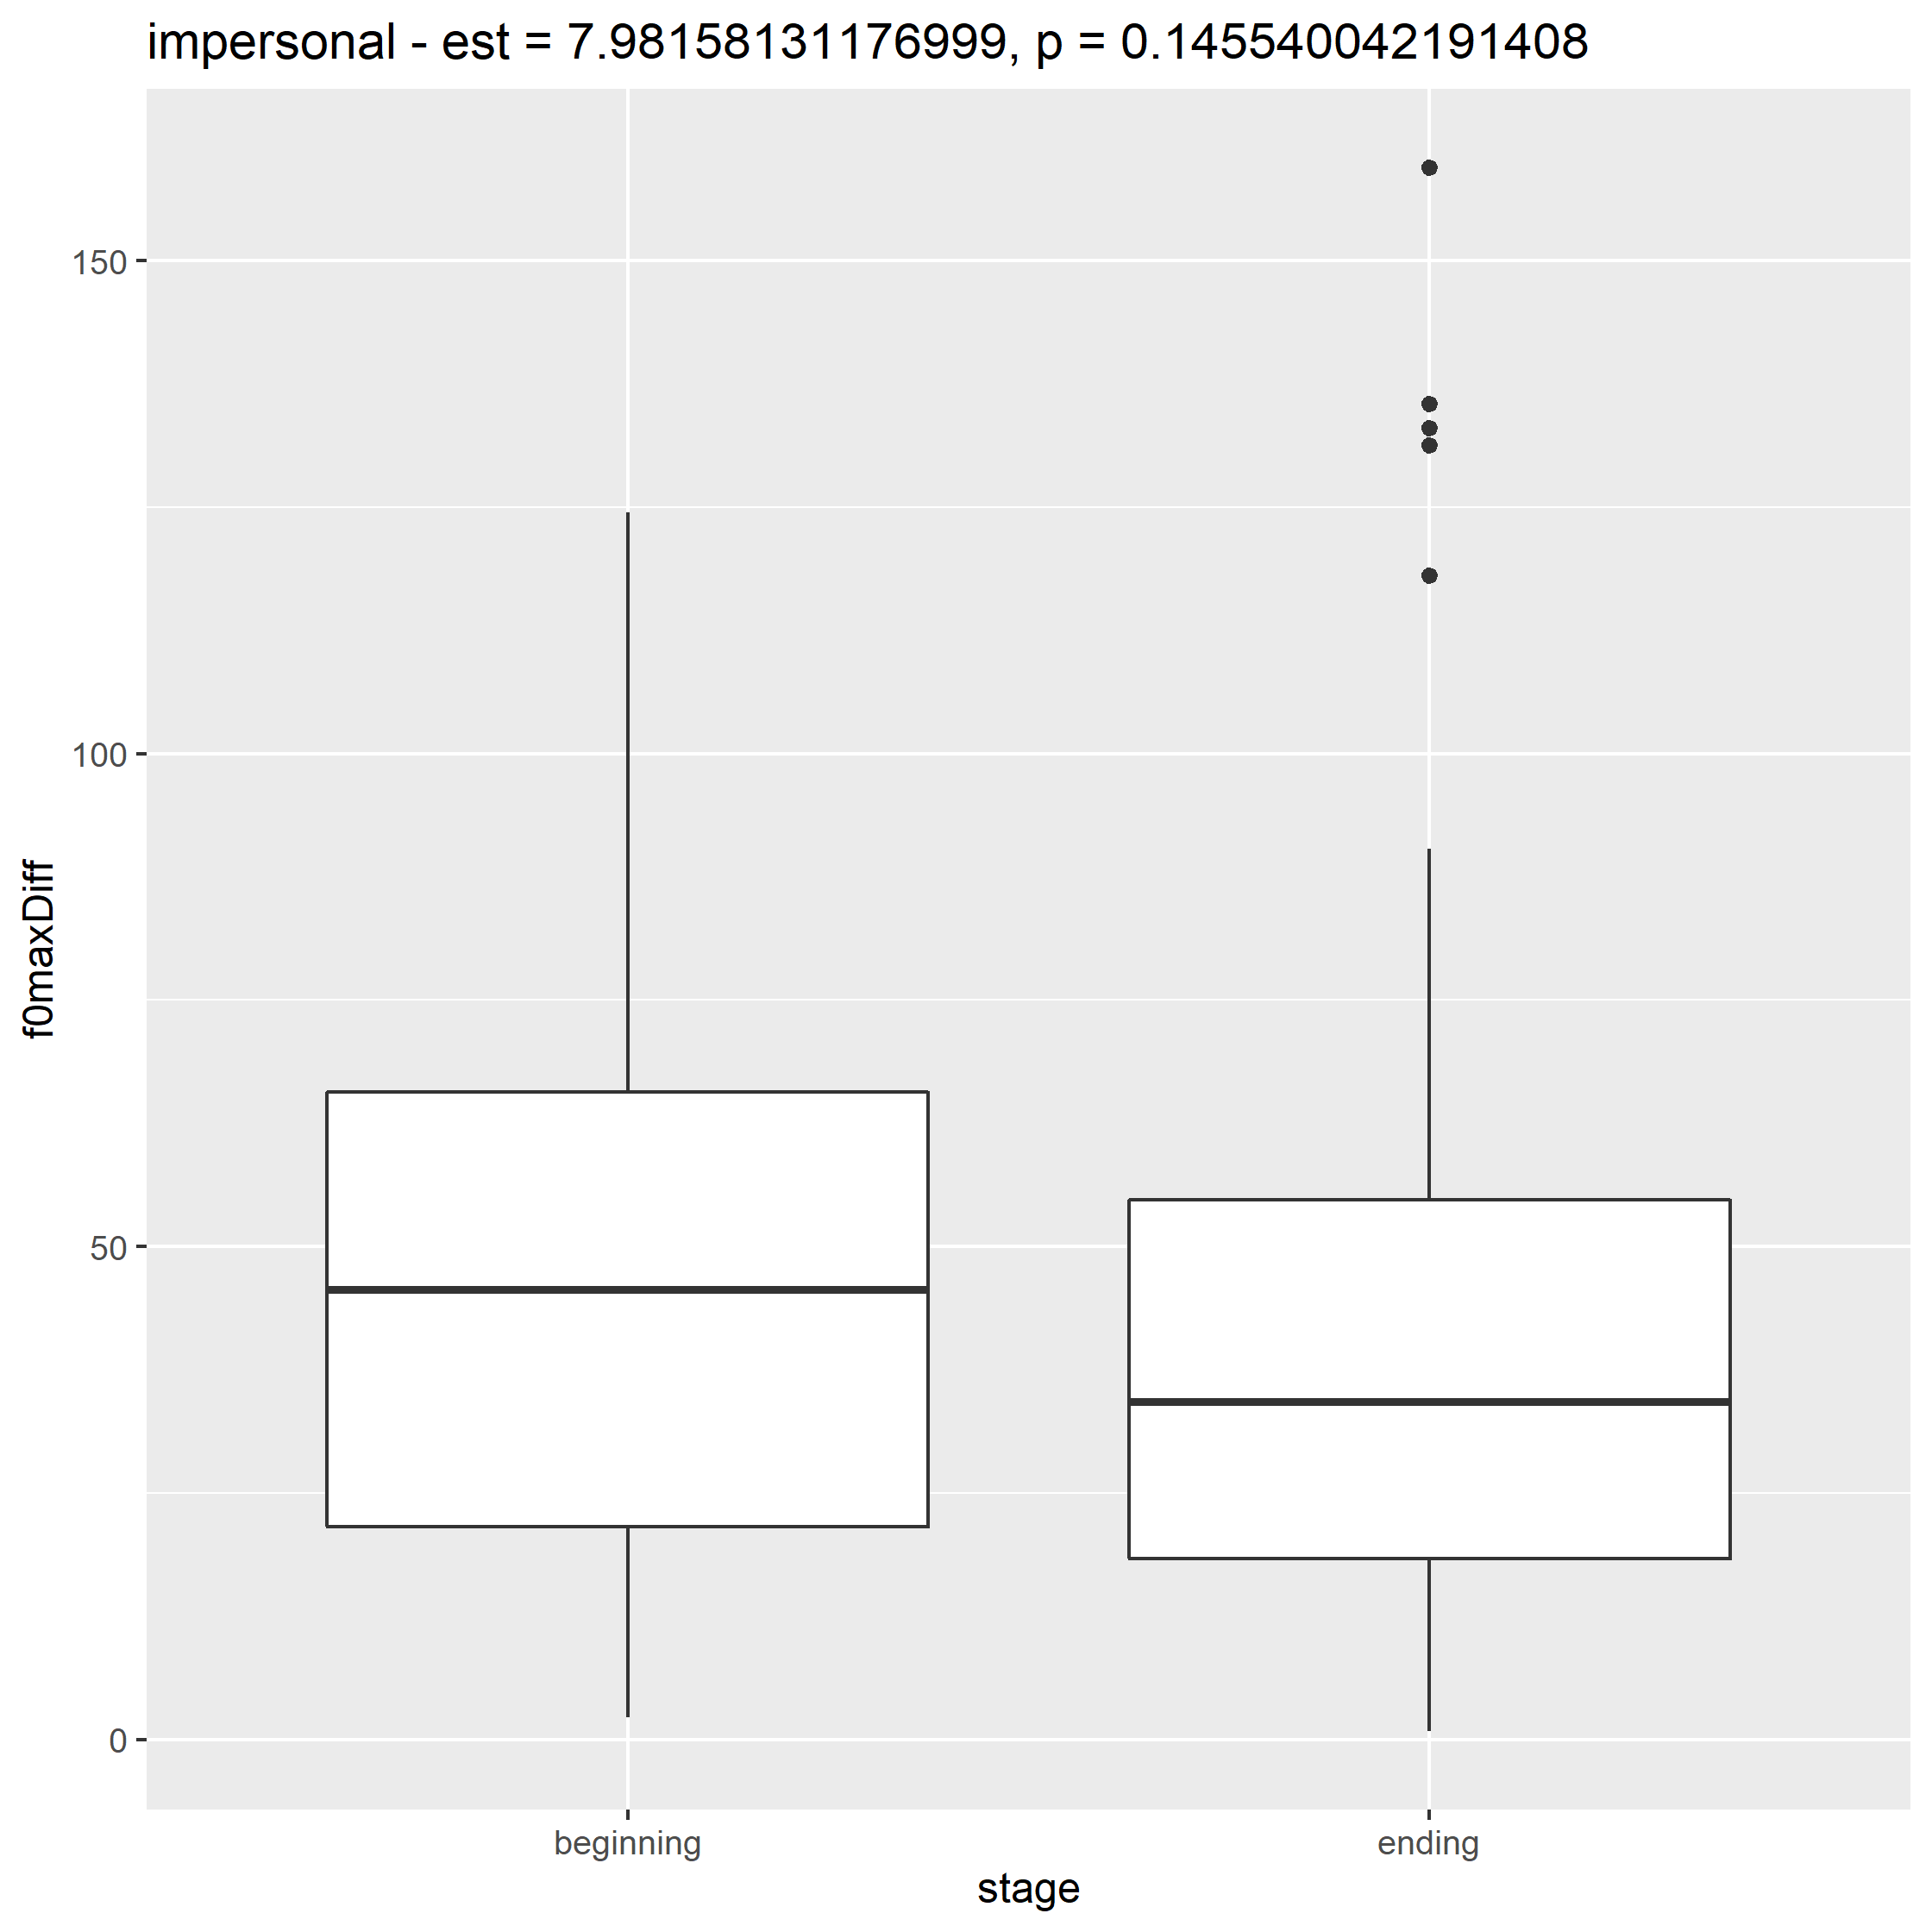 impersonal - est = 7.98158131176999, p = 0.145540042191408
150
100
50
0
f0maxDiff
beginning
ending
stage